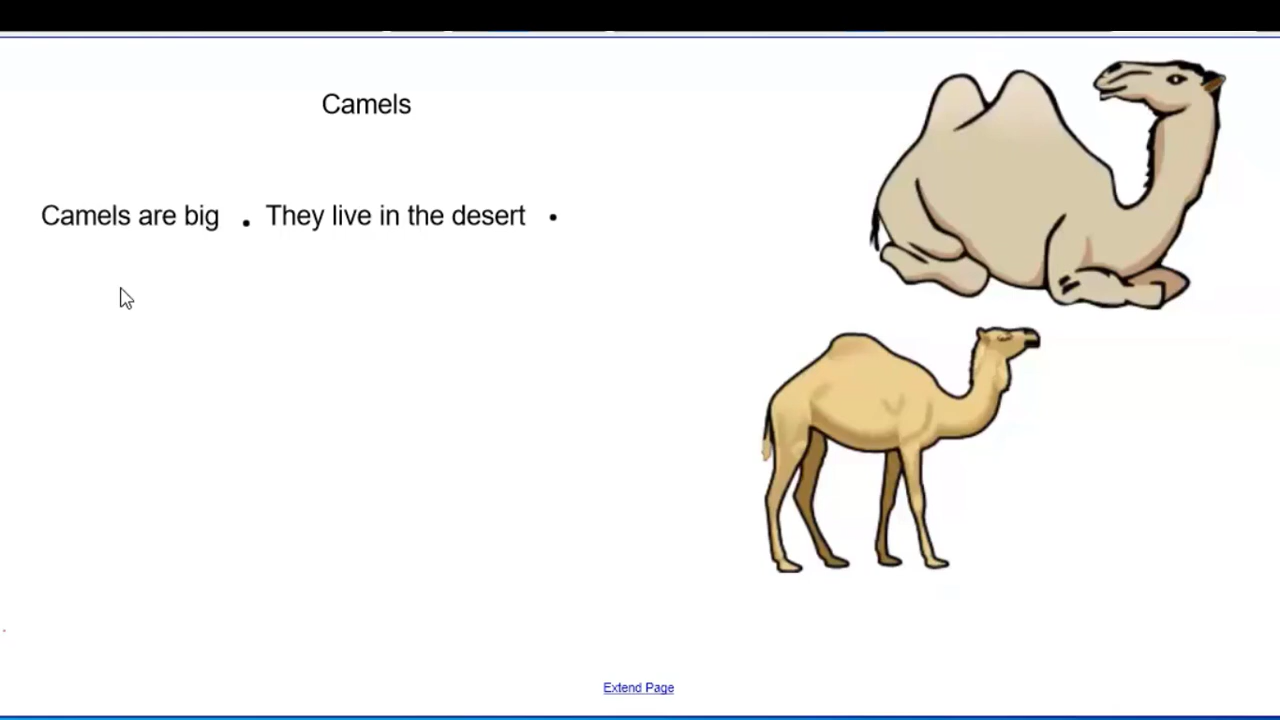 Camels
Camels are big . They live in the desert .
Extend Page